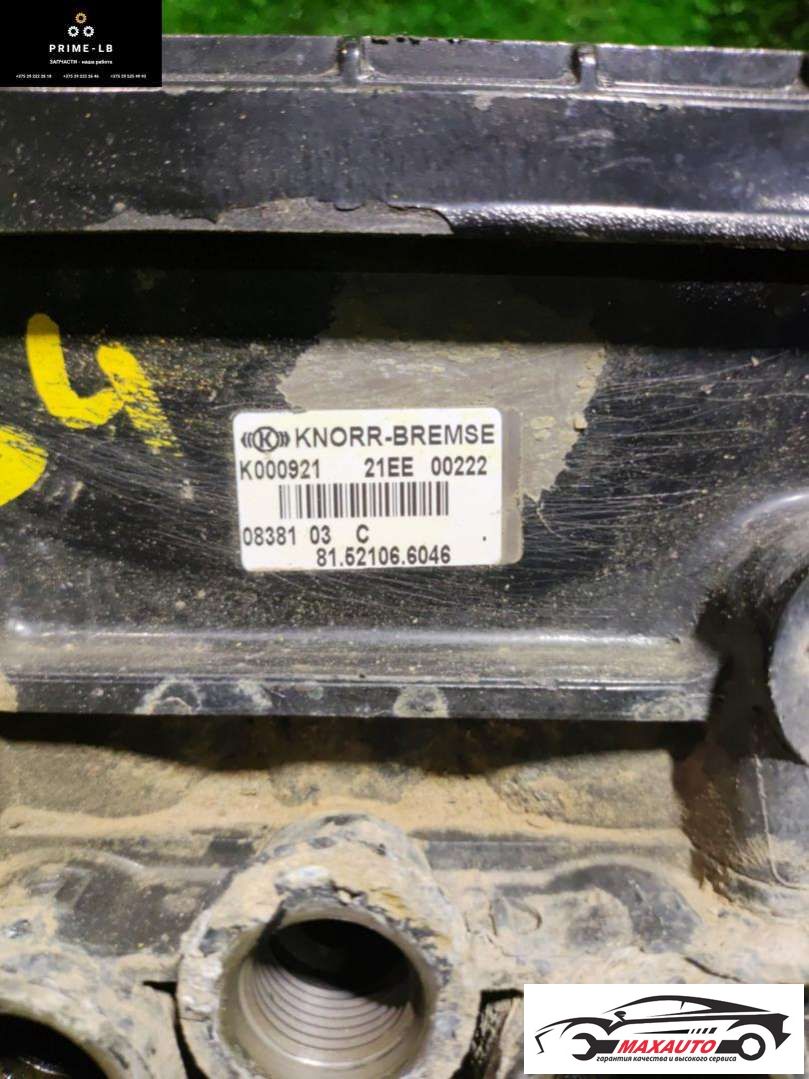 PRIME-LB
ЗАПЧАСТИ - наша работа
KNORR-BREMSE
K000921 21EE 00222
08381 03 C
81.52106.6046
4
MAXAUTO
гарантия качества и высокого сервиса